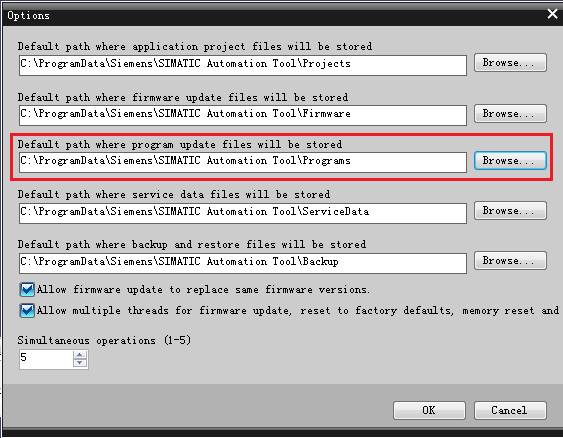 Options
Default path where application project files will be stored
C:\ProgramData\Siemens\SIMATIC Automation Tool\Projects
Browse...
Default path where firmware update files will be stored
C:\ProgramData\Siemens\SIMATIC Automation Tool\Firmware
Browse...
Default path where program update files will be stored
C:\ProgramData\Siemens\SIMATIC Automation Tool\Programs
Browse...
Default path where service data files will be stored
C:\ProgramData\Siemens\SIMATIC Automation Tool\ServiceData
Browse...
Default path where backup and restore files will be stored
C:\ProgramData\Siemens\SIMATIC Automation Tool\Backup
Browse...
Allow firmware update to replace same firmware versions.
Allow multiple threads for firmware update, reset to factory defaults, memory reset and
Simultaneous operations (1-5)
5
OK Cancel